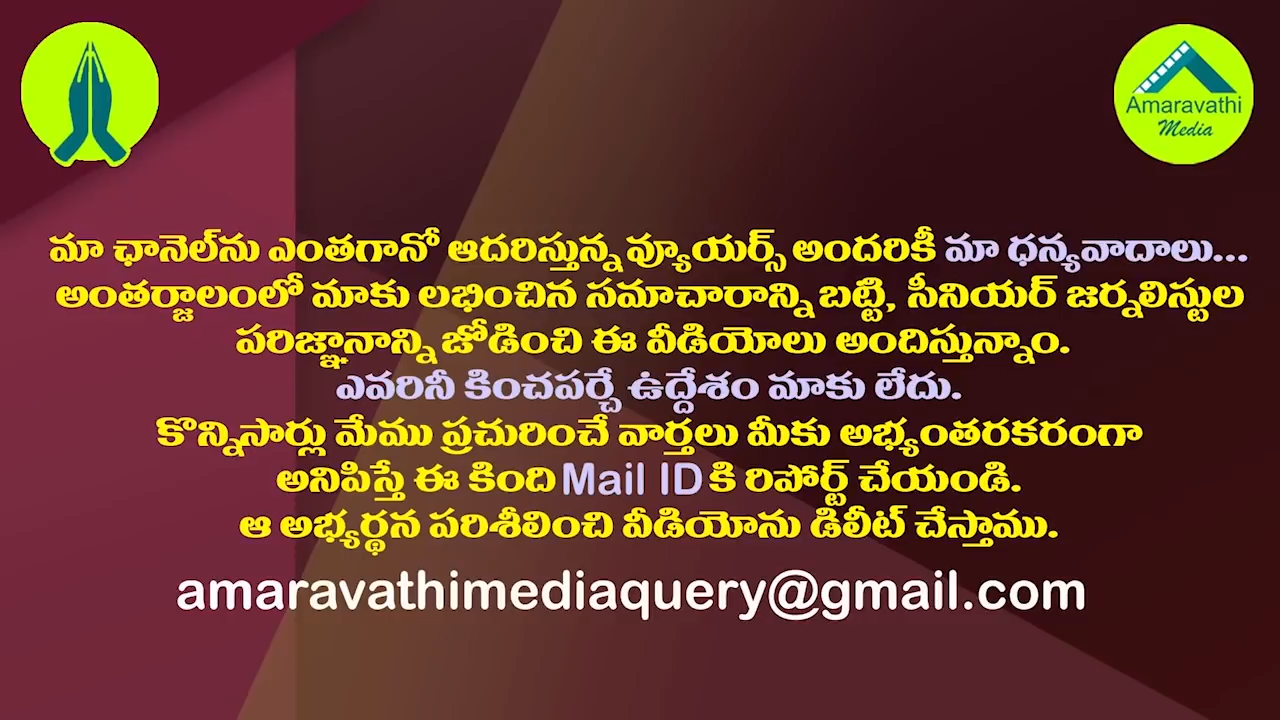 Amaravathi
Media
మా ఛానెల్‌ను ఎంతగానో ఆదరిస్తున్న వ్యూయర్స్ అందరికీ మా ధన్యవాదాలు...
అంతర్జాలంలో మాకు లభించిన సమాచారాన్ని బట్టి, సీనియర్ జర్నలిస్టుల
పరిజ్ఞానాన్ని జోడించి ఈ వీడియోలు అందిస్తున్నాం.
ఎవరినీ కించపర్చే ఉద్దేశం మాకు లేదు.
కొన్నిసార్లు మేము ప్రచురించే వార్తలు మీకు అభ్యంతరకరంగా
అనిపిస్తే ఈ కింది Mail ID కి రిపోర్ట్ చేయండి.
ఆ అభ్యర్థన పరిశీలించి వీడియోను డిలీట్ చేస్తాము.
amaravathimediaquery@gmail.com